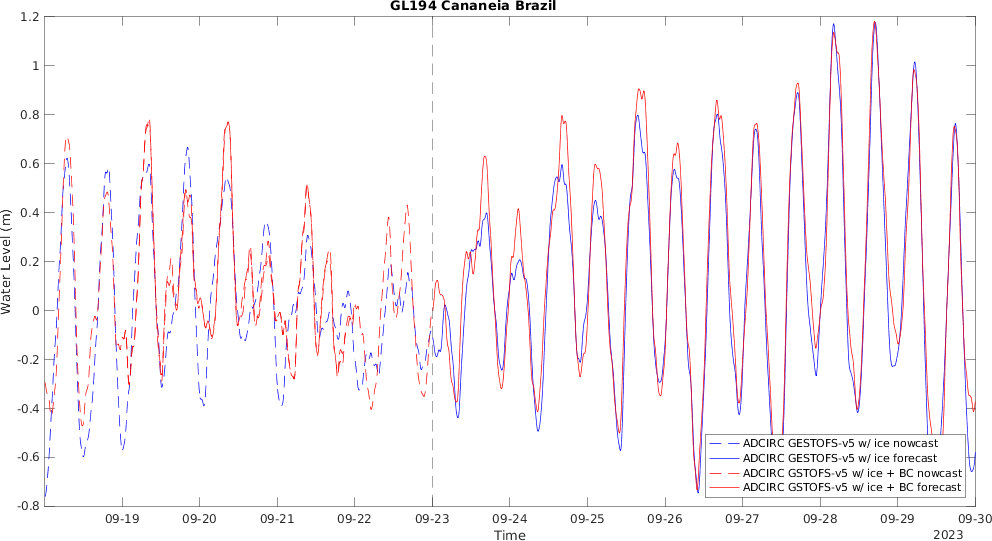 GL194 Cananeia Brazil
1.2
1
0.8
0.6
0.4
0.2
0
-0.2
-0.4
-0.6
-0.8
Water Level (m)
09-19 09-20 09-21 09-22 09-23 09-24 09-25 09-26 09-27 09-28 09-29 09-30
Time
2023
ADCIRC GESTOFS-v5 w/ ice nowcast
ADCIRC GESTOFS-v5 w/ ice forecast
ADCIRC GSTOFS-v5 w/ ice + BC nowcast
ADCIRC GSTOFS-v5 w/ ice + BC forecast